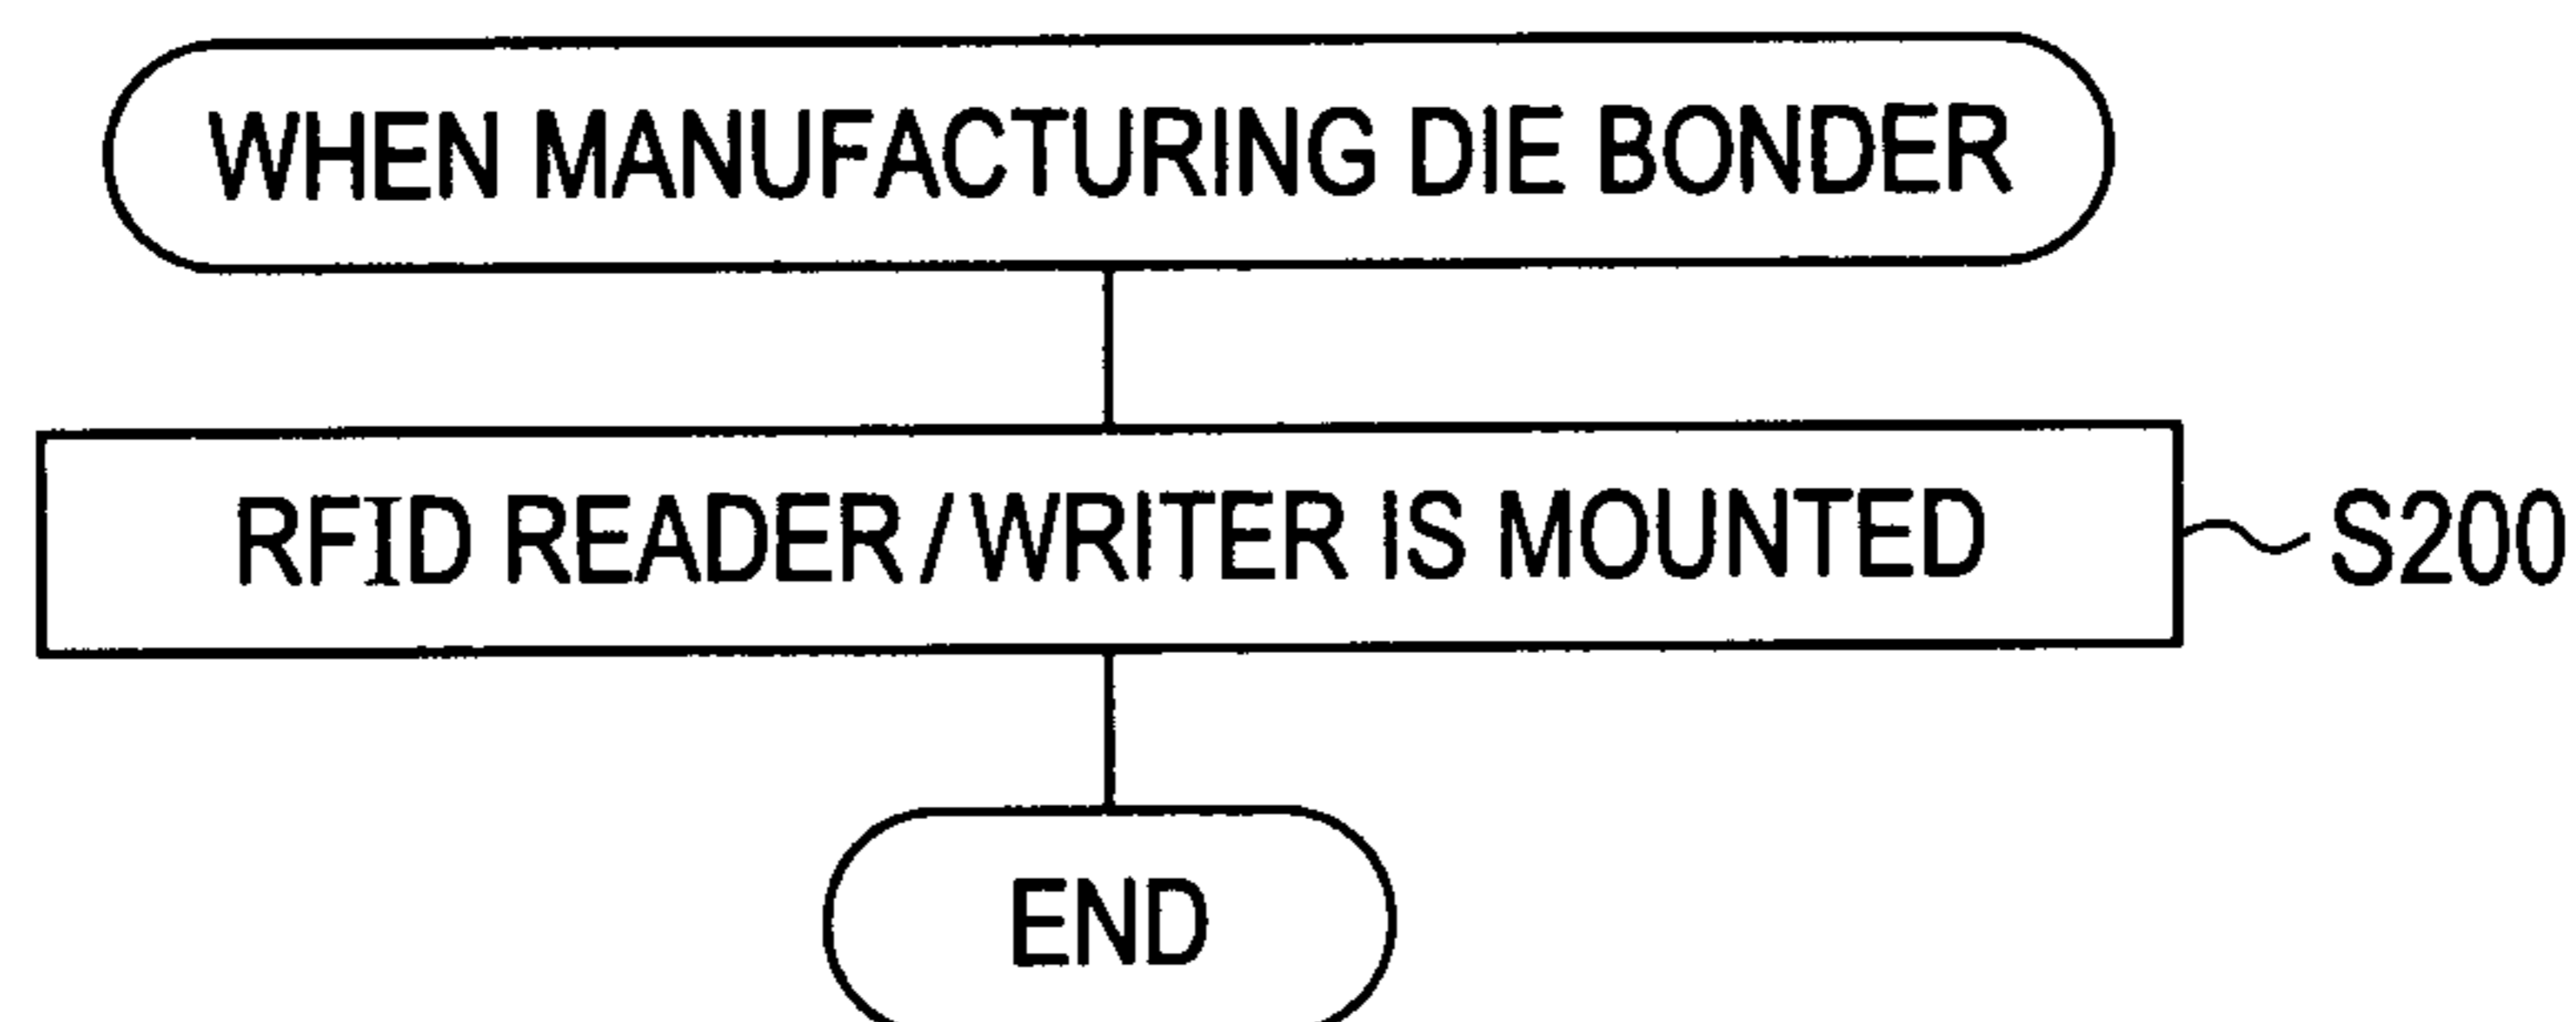 WHEN MANUFACTURING DIE BONDER
RFID READER/WRITER IS MOUNTED
S200
END